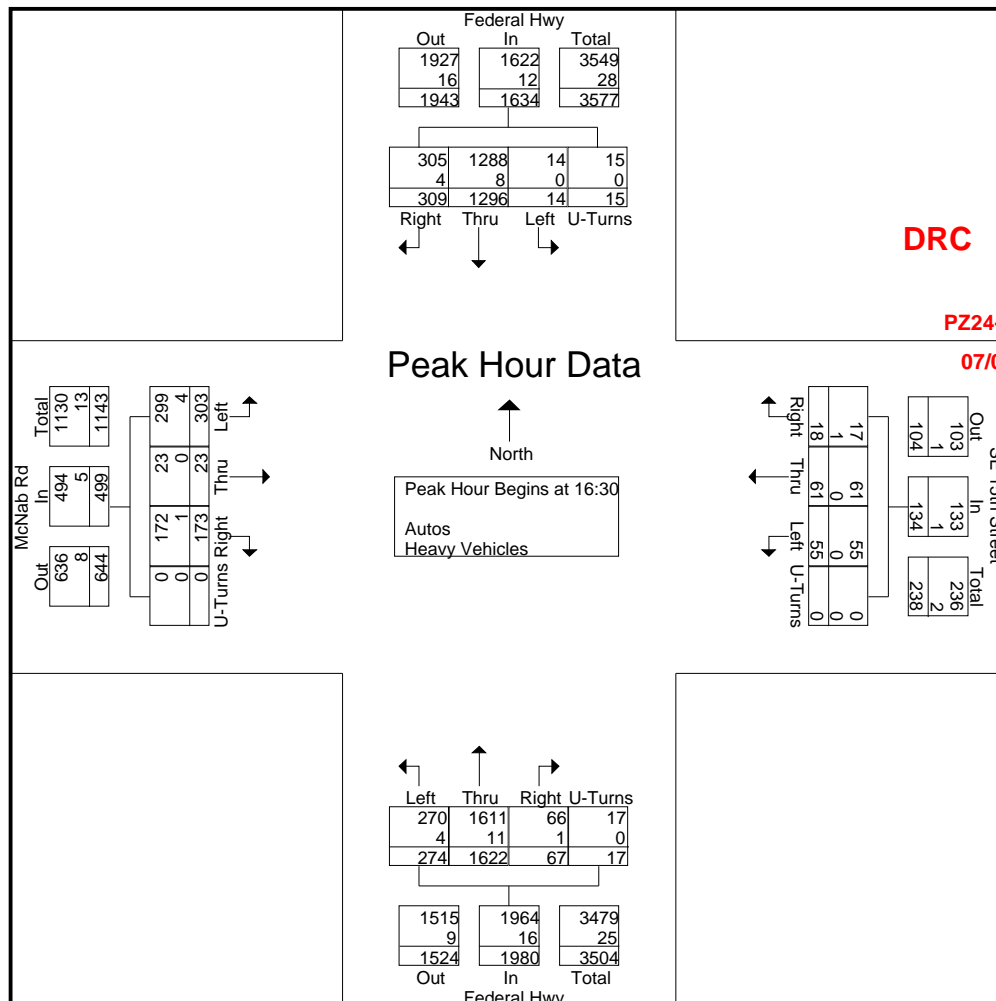 Federal Hwy
Out In Total
1927 1622 3549
16 12 28
1943 1634 3577
305 1288 14 15
4 8 0 0
309 1296 14 15
Right Thru Left U-Turns
DRC
PZ24-
07/0
Peak Hour Data
North
Peak Hour Begins at 16:30
Autos
Heavy Vehicles
McNab Rd
Out In Total
636 494 1130
8 5 13
644 499 1143
U-Turns Right Thru Left
0 172 23 299
0 1 0 4
0 173 23 303
SE 15th Street
Out In Total
103 133 236
1 1 2
104 134 238
17 61 55 0
1 0 0 0
18 61 55 0
Right Thru Left U-Turns
Left Thru Right U-Turns
270 1611 66 17
4 11 1 0
274 1622 67 17
1515 1964 3479
9 16 25
1524 1980 3504
Out In Total
Federal Hwy